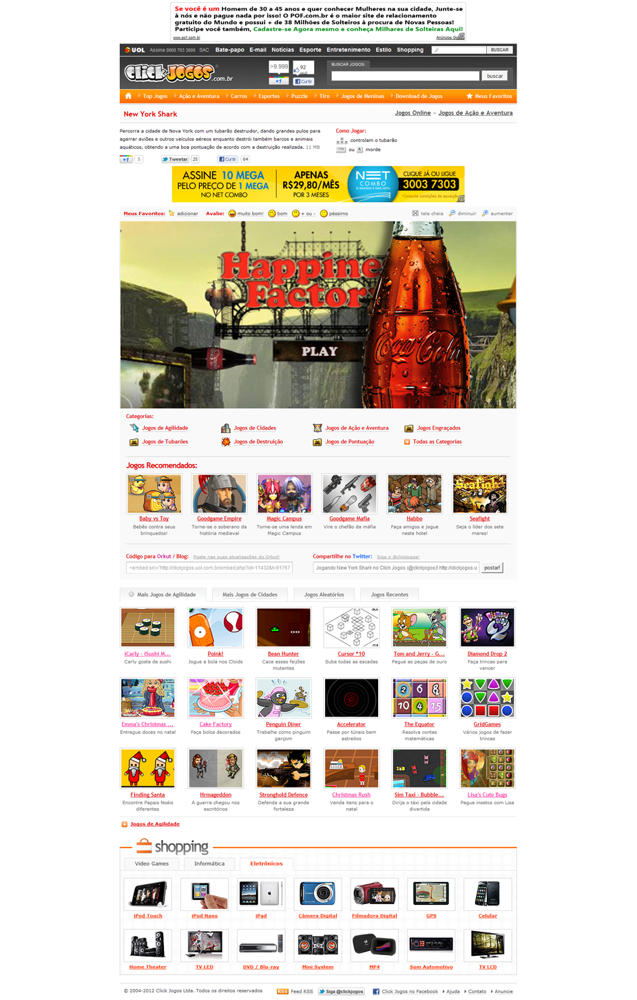 Se você é um Homem de 30 a 45 anos e quer conhecer Mulheres na sua cidade, Junte-se
à nós e não pague nada por isso! O POF.com.br é o maior site de relacionamento
gratuito do Mundo e possui + de 38 Milhões de Solteiros à procura de Novas Pessoas!
Participe você também, Cadastre-se Agora mesmo e conheça Milhares de Solteiras Aqui!
www.pof.com.br
UOL Assine 0800 703 3000 SAC Bate-papo E-mail Notícias Esporte Entretenimento Estilo Shopping BUSCAR
CLICK JOGOS .com.br
>9.999 92 mil
+1 Curtir
BUSCAR JOGOS:
buscar
Top Jogos Ação e Aventura Carros Esportes Puzzle Tiro Jogos de Meninas Download de Jogos Meus Favoritos
New York Shark
Jogos Online » Jogos de Ação e Aventura
Percorra a cidade de Nova York com um tubarão destruidor, dando grandes pulos para
agarrar aviões e outros veículos aéreos enquanto destrói também barcos e animais
aquáticos, obtendo a uma boa pontuação de acordo com a destruição realizada. 11 MB
Como Jogar:
controlam o tubarão
CTRL ou A morde
+1 5 Tweetar 25 Curtir 64
ASSINE 10 MEGA
PELO PREÇO DE 1 MEGA
NO NET COMBO
APENAS
R$29,80/MÊS
POR 3 MESES
NET
COMBO
O MUNDO É DOS NETS
CLIQUE JÁ OU LIGUE
3003 7303
*Consulte condições de aquisição
Meus Favoritos: adicionar Avalie: muito bom! bom + ou - péssimo tela cheia diminuir aumentar
Happine
Factory
PLAY
Coca-Cola
Categorias:
Jogos de Agilidade Jogos de Cidades Jogos de Ação e Aventura Jogos Engraçados
Jogos de Tubarões Jogos de Destruição Jogos de Pontuação Todas as Categorias
Jogos Recomendados:
Seafight
Baby vs Toy Goodgame Empire Magic Campus Goodgame Mafia Habbo Seafight
Bebês contra seus brinquedos!
Torne-se o soberano da história medieval
Torne-se uma lenda em Magic Campus
Vire o chefão da máfia
Faça amigos e jogue neste hotel
Seja o líder dos sete mares!
Código para Orkut / Blog: Poste nas suas atualizações do Orkut!
<embed src="http://clickjogos.uol.com.br/embed.php?id=11432&t=91767
Compartilhe no Twitter: Siga o @clickjogos!
Jogando New York Shark no Click Jogos (@clickjogos)! http://clickjogos.u postar!
Mais Jogos de Agilidade Mais Jogos de Cidades Jogos Aleatórios Jogos Recentes
iCarly - iSushi M... Poink! Bean Hunter Cursor *10 Tom and Jerry - G... Diamond Drop 2
Carly gosta de sushi
Jogue a bola nos Cloids
Cace esses feijões mutantes
Suba todas as escadas
Pegue as peças de ouro
Faça trincas para vencer
Emma's Christmas ... Cake Factory Penguin Diner Accelerator The Equator GridGames
Entregue doces no natal
Faça bolos decorados
Trabalhe como pinguim garçom
Passe por túneis bem estreitos
Resolva contas matemáticas
Vários jogos de fazer trincas
Finding Santa Hrmageddon Stronghold Defence Christmas Rush Sim Taxi - Bubble... Lisa's Cute Bugs
Encontre Papais Noéis diferentes
A guerra chegou nos escritórios
Defenda a sua grande fortaleza
Venda itens para o natal
Dirija o táxi pela cidade divertida
Pegue insetos com Lisa
Jogos de Agilidade
shopping
Video Games Informática Eletrônicos
iPod Touch iPod Nano iPad Câmera Digital Filmadora Digital GPS Celular
Home Theater TV LED DVD / Blu-ray Mini System MP4 Som Automotivo TV LCD
© 2004-2012 Click Jogos Ltda. Todos os direitos reservados
RSS Feed RSS Siga @clickjogos Click Jogos no Facebook Ajuda Contato Anuncie